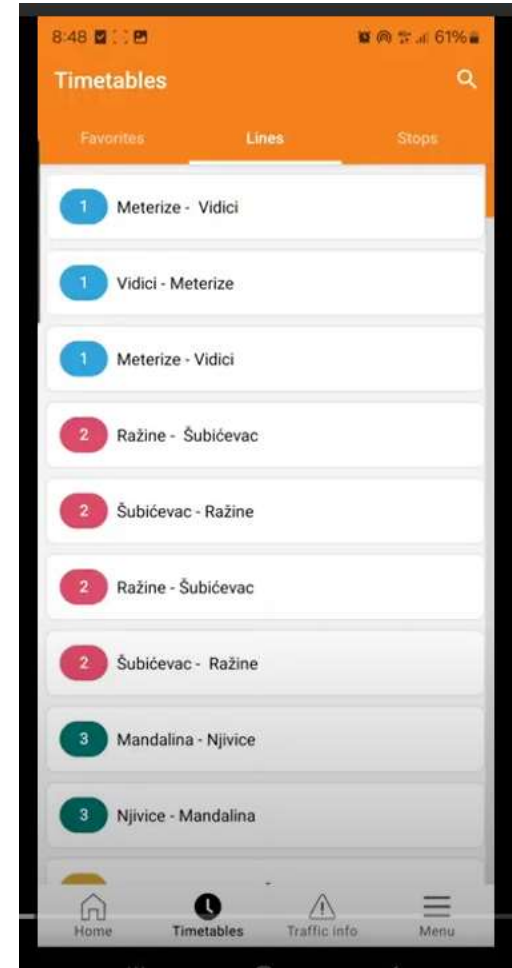 8:48
61%
Timetables
Favorites
Lines
Stops
1
Meterize - Vidici
1
Vidici - Meterize
1
Meterize - Vidici
2
Ražine - Šubićevac
2
Šubićevac - Ražine
2
Ražine - Šubićevac
2
Šubićevac - Ražine
3
Mandalina - Njivice
3
Njivice - Mandalina
Home
Timetables
Traffic info
Menu